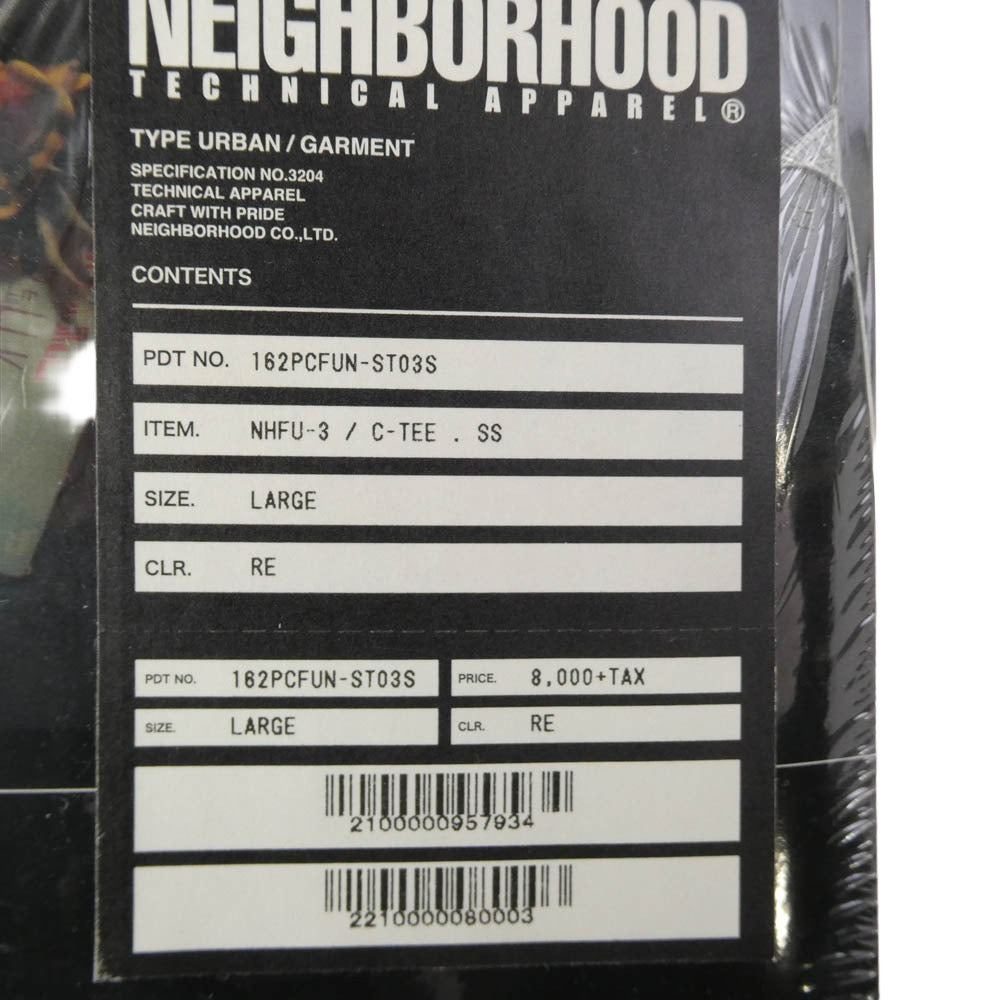 NEIGHBORHOOD
TECHNICAL APPAREL®
TYPE URBAN / GARMENT
SPECIFICATION NO.3204
TECHNICAL APPAREL
CRAFT WITH PRIDE
NEIGHBORHOOD CO.,LTD.
CONTENTS
PDT NO. 162PCFUN-ST03S
ITEM. NHFU-3 / C-TEE . SS
SIZE. LARGE
CLR. RE
PDT NO. 162PCFUN-ST03S PRICE. 8,000+TAX
SIZE. LARGE CLR. RE
2100000957934
2210000080003